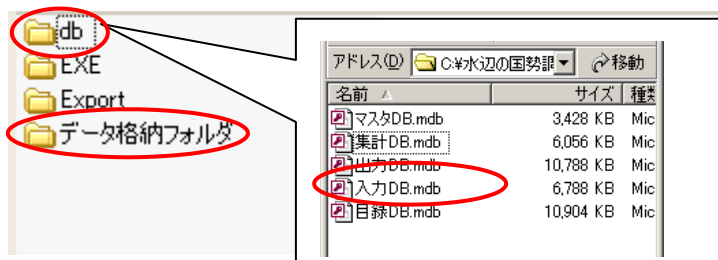 db
EXE
Export
データ格納フォルダ
アドレス(D) C:¥水辺の国勢調 移動
名前 サイズ 種類
マスタDB.mdb 3,428 KB Mic
集計DB.mdb 6,056 KB Mic
出力DB.mdb 10,788 KB Mic
入力DB.mdb 6,788 KB Mic
目録DB.mdb 10,904 KB Mic